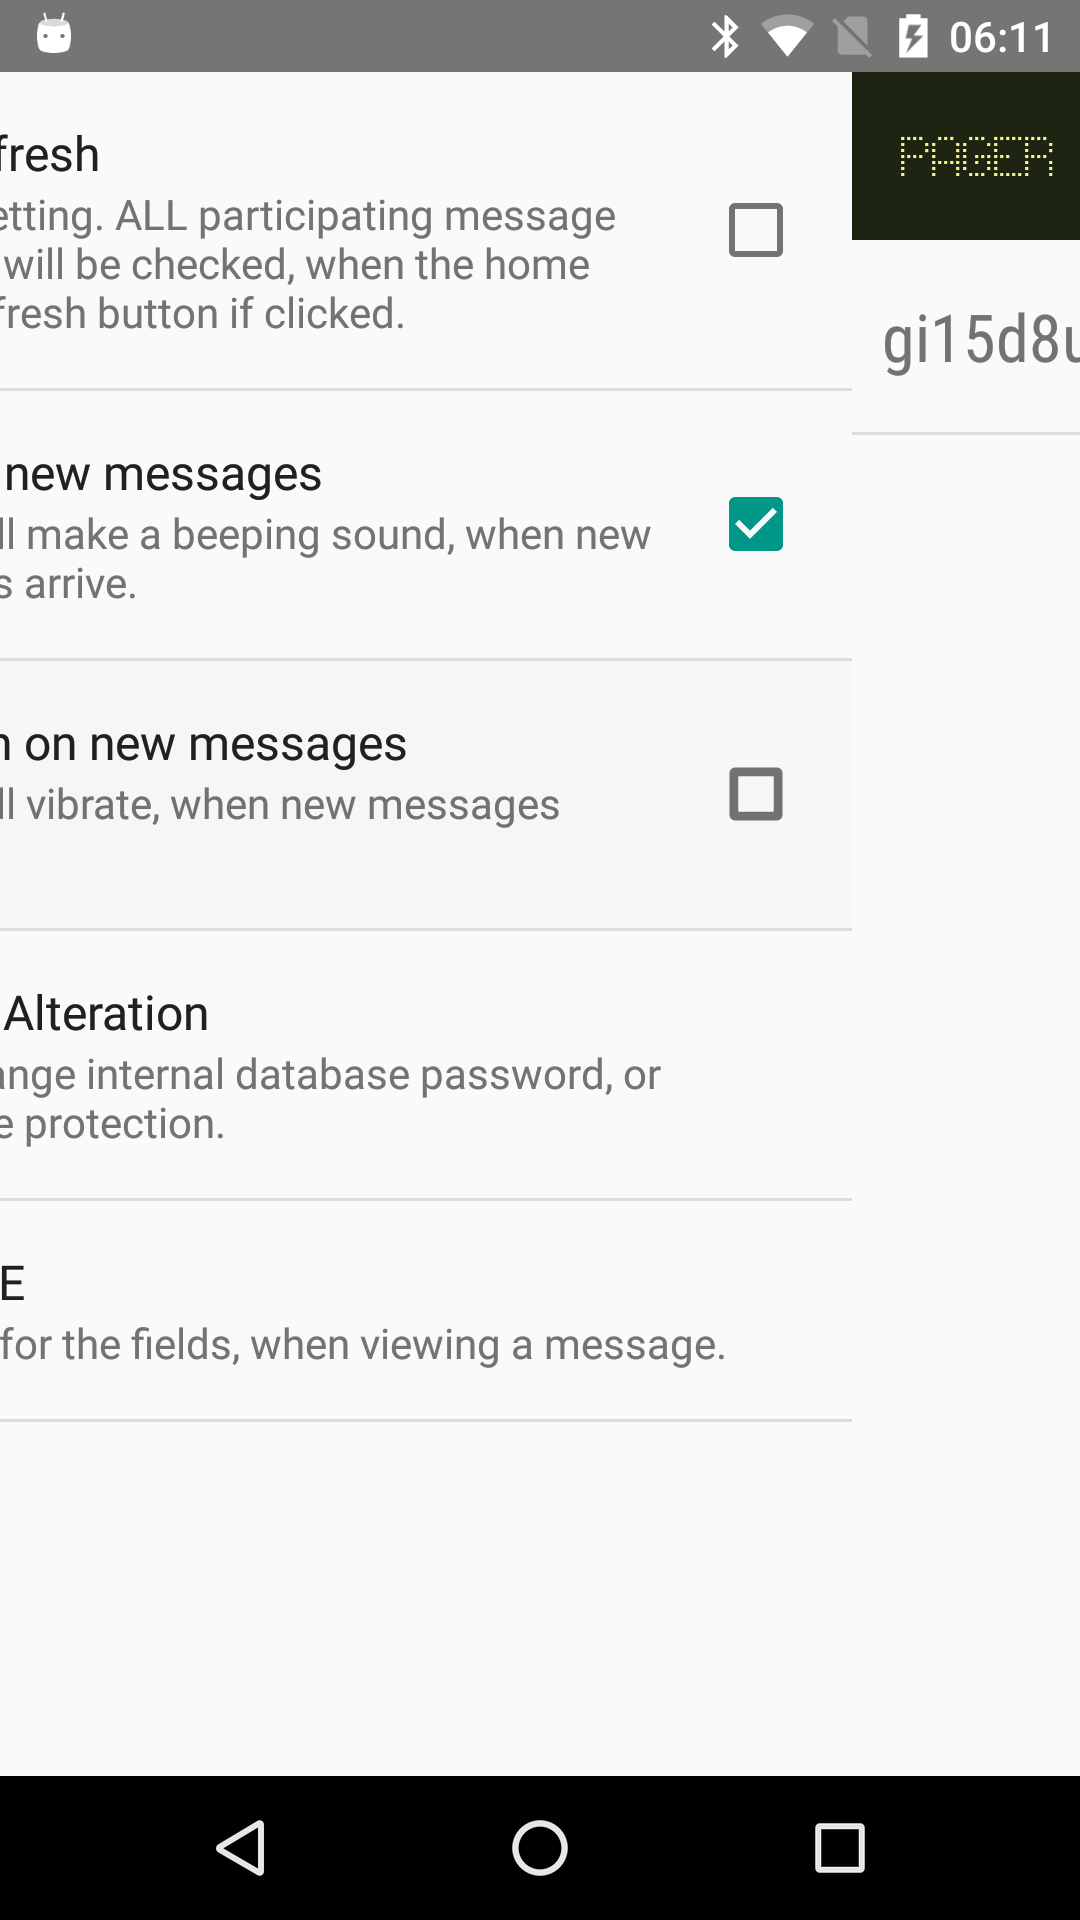 06:11
fresh
etting. ALL participating message
will be checked, when the home
fresh button if clicked.
new messages
ll make a beeping sound, when new
s arrive.
n on new messages
ll vibrate, when new messages
Alteration
ange internal database password, or
e protection.
E
for the fields, when viewing a message.
PAGER
gi15d8u